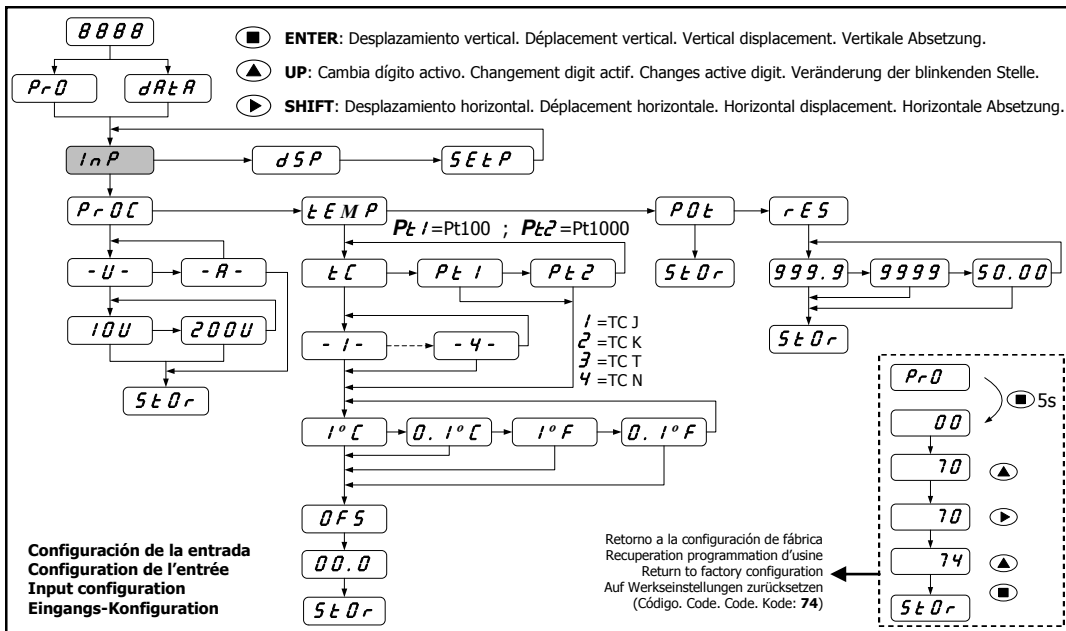 8888
ENTER: Desplazamiento vertical. Déplacement vertical. Vertical displacement. Vertikale Absetzung.
PrO
dAtA
UP: Cambia dígito activo. Changement digit actif. Changes active digit. Veränderung der blinkenden Stelle.
SHIFT: Desplazamiento horizontal. Déplacement horizontale. Horizontal displacement. Horizontale Absetzung.
InP
dSP
SEtP
PrOC
tEMP
POt
rES
Pt1=Pt100 ; Pt2=Pt1000
-U-
-A-
tC
Pt1
Pt2
StOr
999.9
9999
50.00
10U
200U
-1-
-4-
1 =TC J
2 =TC K
3 =TC T
4 =TC N
StOr
StOr
PrO
5s
00
1ºC
0.1ºC
1ºF
0.1ºF
70
OFS
70
Configuración de la entrada
Configuration de l'entrée
Input configuration
Eingangs-Konfiguration
00.0
StOr
Retorno a la configuración de fábrica
Recuperation programmation d'usine
Return to factory configuration
Auf Werkseinstellungen zurücksetzen
(Código. Code. Code. Kode: 74)
74
StOr